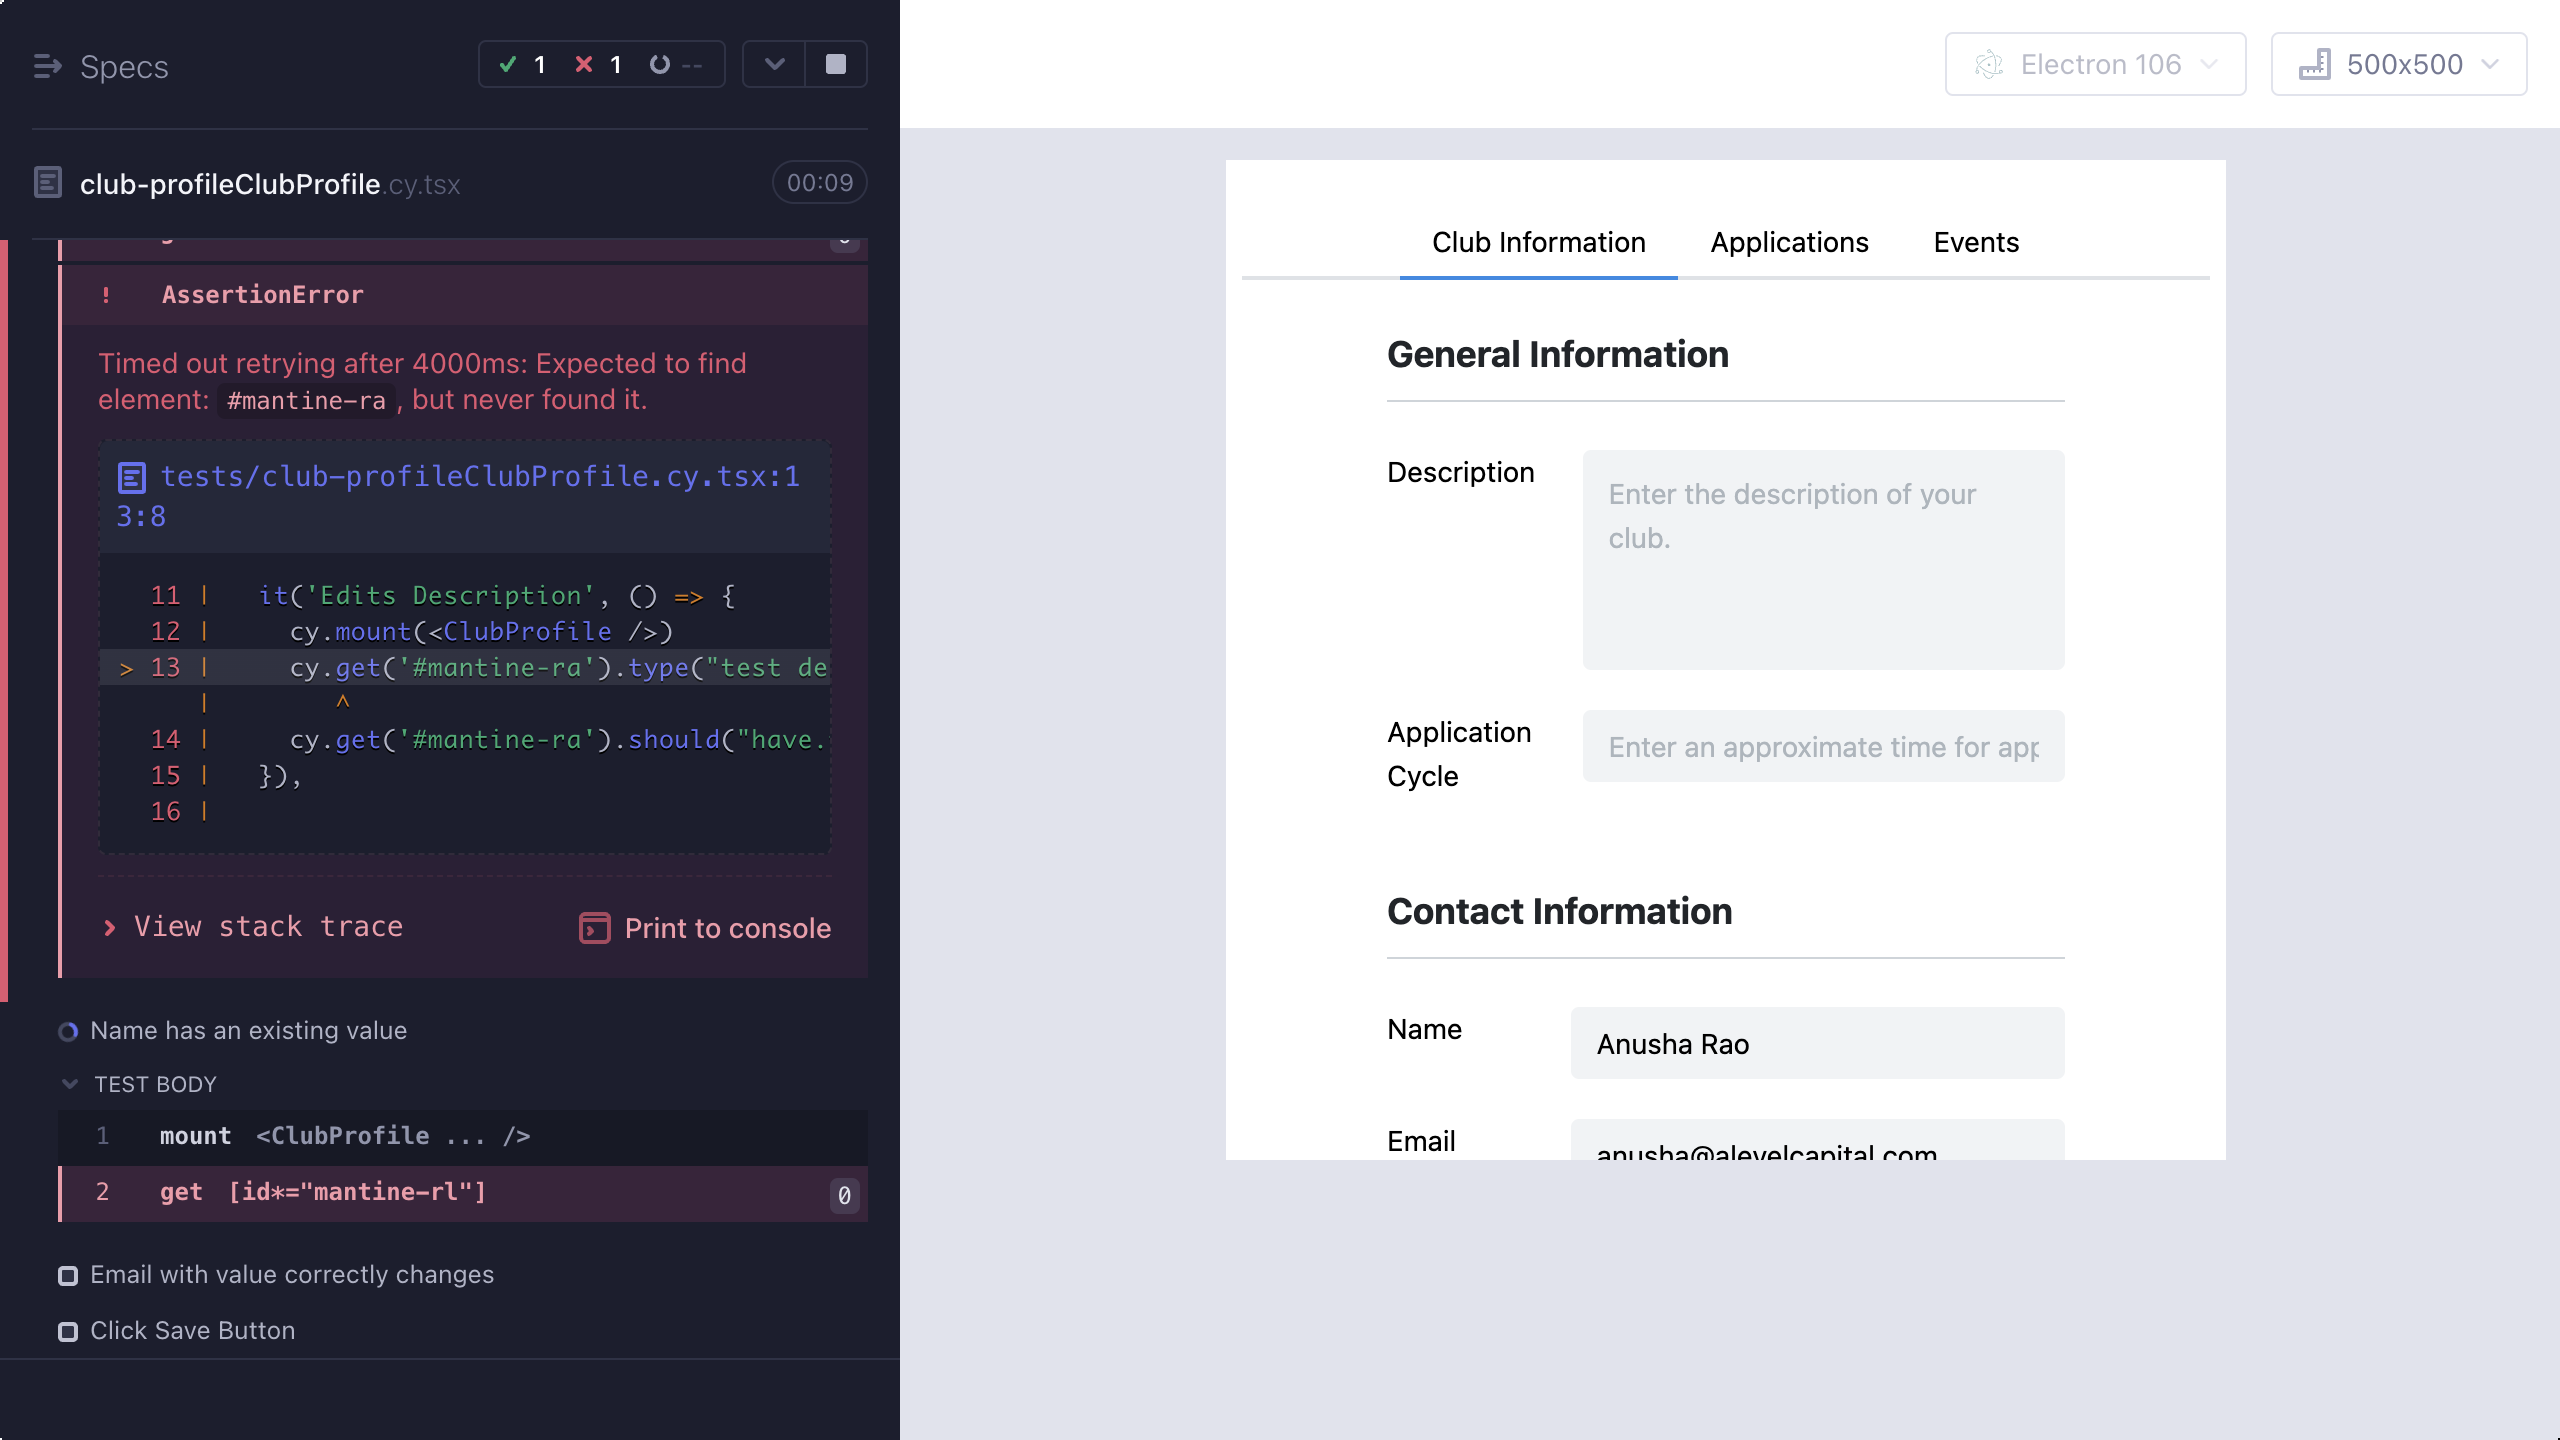 Specs
1 1 --
club-profileClubProfile.cy.tsx 00:09
! AssertionError
Timed out retrying after 4000ms: Expected to find
element: #mantine-ra, but never found it.
tests/club-profileClubProfile.cy.tsx:1
3:8
11 | it('Edits Description', () => {
12 | cy.mount(<ClubProfile />)
> 13 | cy.get('#mantine-ra').type("test de
| ^
14 | cy.get('#mantine-ra').should("have.
15 | }),
16 |
View stack trace
Print to console
Name has an existing value
TEST BODY
1 mount <ClubProfile ... />
2 get [id*="mantine-rl"] 0
Email with value correctly changes
Click Save Button
Electron 106
500x500
Club Information Applications Events
General Information
Description
Enter the description of your
club.
Application
Cycle
Enter an approximate time for app
Contact Information
Name
Anusha Rao
Email
anusha@alevelcapital.com